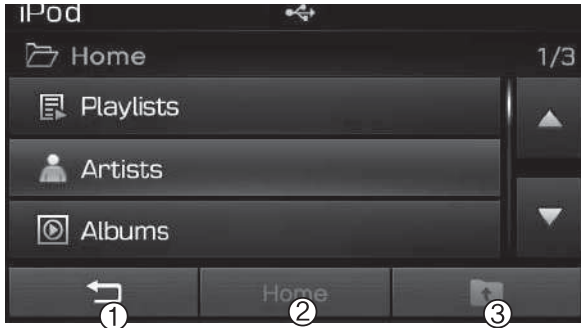 iPod
Home 1/3
Playlists
Artists
Albums
Home
① ② ③